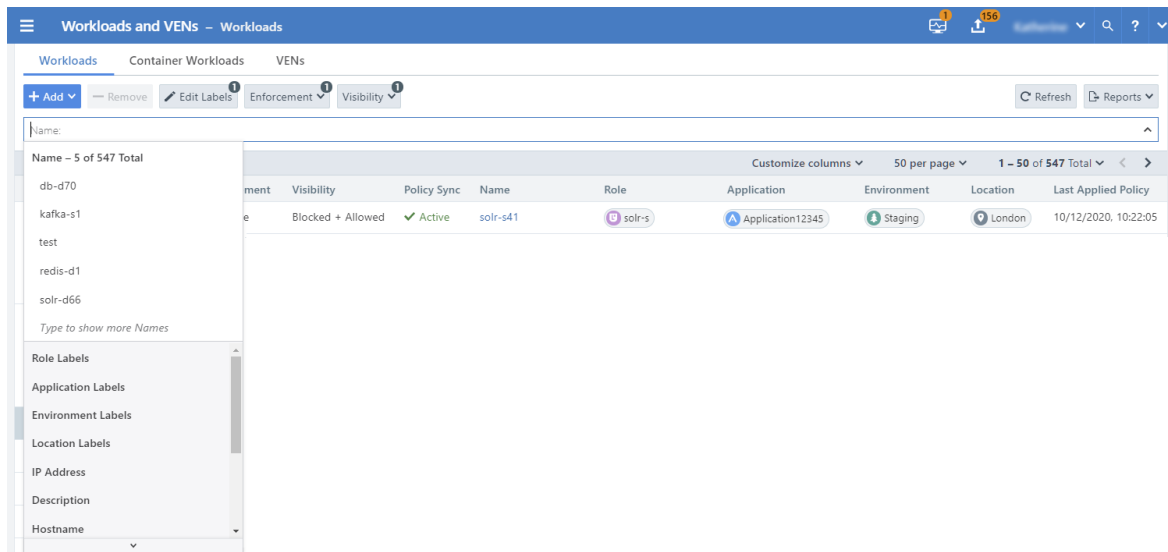 Workloads and VENs – Workloads
1
156
?
Workloads Container Workloads VENs
+ Add
– Remove
Edit Labels 1
Enforcement 1
Visibility 1
Refresh
Reports
Name:
Name – 5 of 547 Total
db-d70
kafka-s1
test
redis-d1
solr-d66
Type to show more Names
Role Labels
Application Labels
Environment Labels
Location Labels
IP Address
Description
Hostname
Customize columns 50 per page 1 – 50 of 547 Total
ment Visibility Policy Sync Name Role Application Environment Location Last Applied Policy
e Blocked + Allowed Active solr-s41 solr-s Application12345 Staging London 10/12/2020, 10:22:05